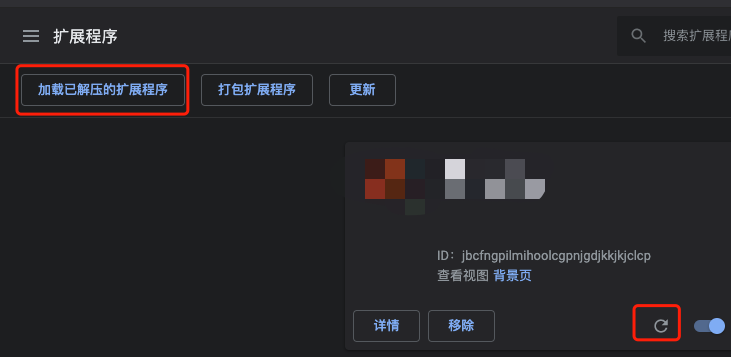 扩展程序
搜索扩展程
加载已解压的扩展程序
打包扩展程序
更新
ID：jbcfngpilmihoolcgpnjgdjkkjkjclcp
查看视图 背景页
详情
移除